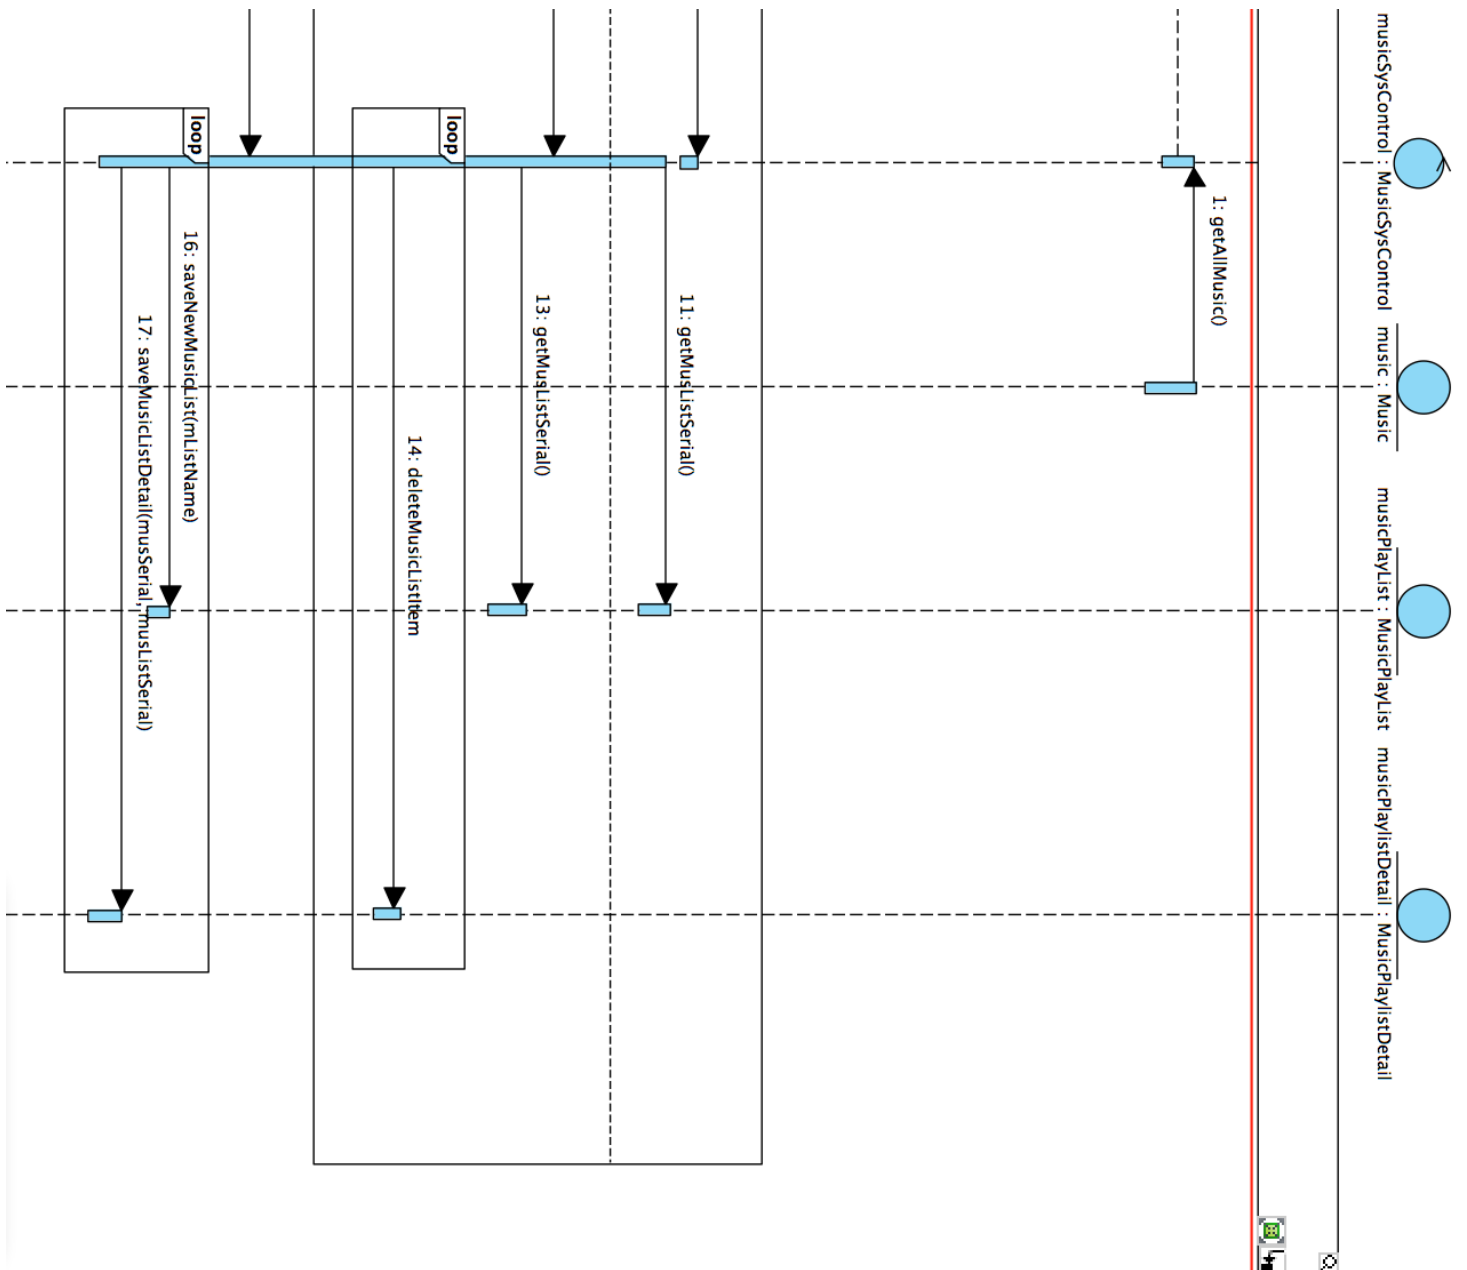 musicSysControl : MusicSysControl
music : Music
musicPlayList : MusicPlayList
musicPlaylistDetail : MusicPlaylistDetail
1: getAllMusic()
11: getMusListSerial()
13: getMusListSerial()
loop
14: deleteMusicListItem
loop
16: saveNewMusicList(mListName)
17: saveMusicListDetail(musSerial, musListSerial)